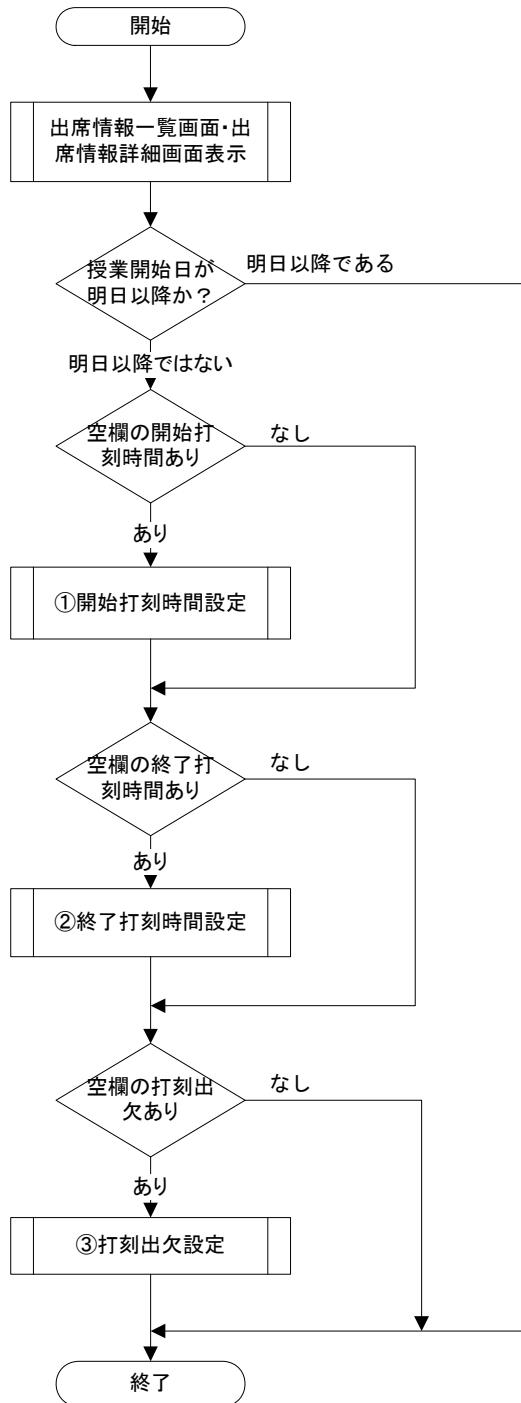 開始
出席情報一覧画面・出
席情報詳細画面表示
授業開始日が
明日以降か？
明日以降である
明日以降ではない
空欄の開始打
刻時間あり
なし
あり
①開始打刻時間設定
空欄の終了打
刻時間あり
なし
あり
②終了打刻時間設定
空欄の打刻出
欠あり
なし
あり
③打刻出欠設定
終了